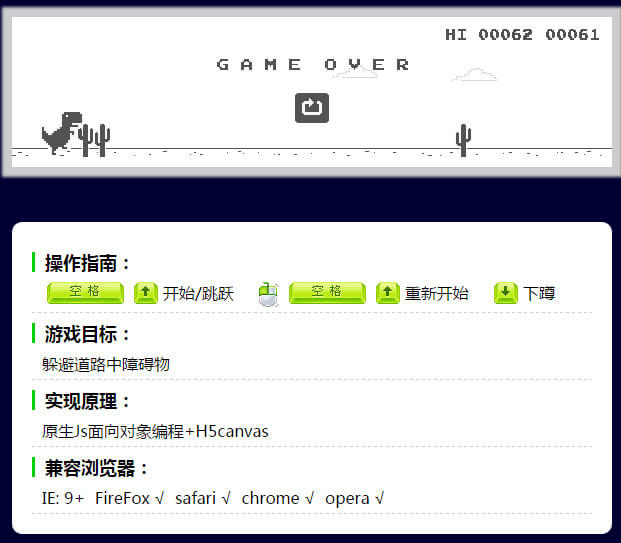 HI 00062 00061
GAME OVER
操作指南：
空格 开始/跳跃 空格 重新开始 下蹲
游戏目标：
躲避道路中障碍物
实现原理：
原生Js面向对象编程+H5canvas
兼容浏览器：
IE: 9+ FireFox √ safari √ chrome √ opera √